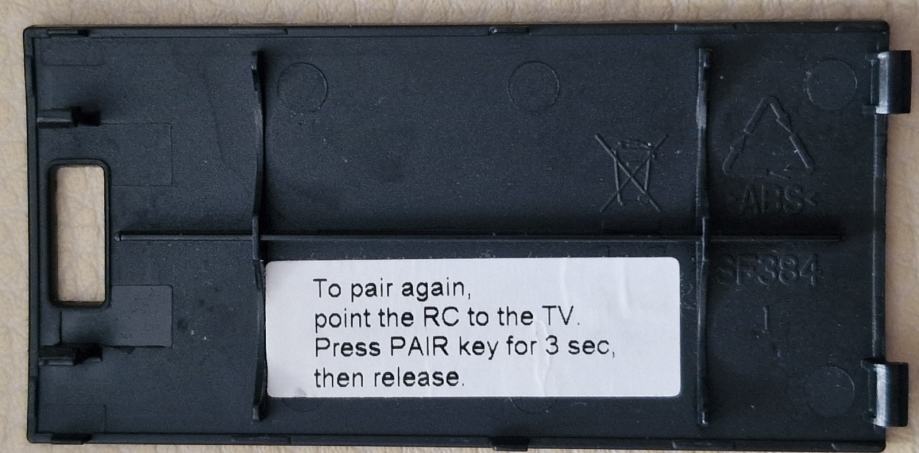 >ABS<
SF384
1
To pair again,
point the RC to the TV.
Press PAIR key for 3 sec,
then release.